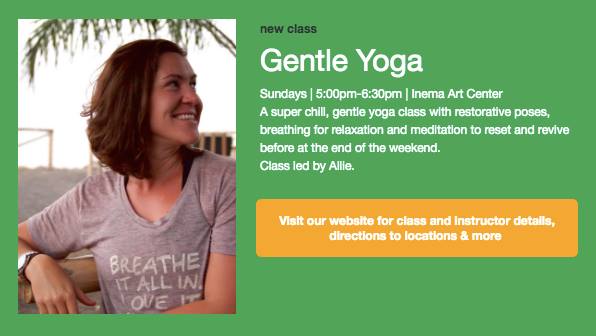 new class
Gentle Yoga
Sundays | 5:00pm-6:30pm | Inema Art Center
A super chill, gentle yoga class with restorative poses,
breathing for relaxation and meditation to reset and revive
before at the end of the weekend.
Class led by Allie.
Visit our website for class and instructor details,
directions to locations & more
BREATHE
IT ALL IN.
LOVE IT